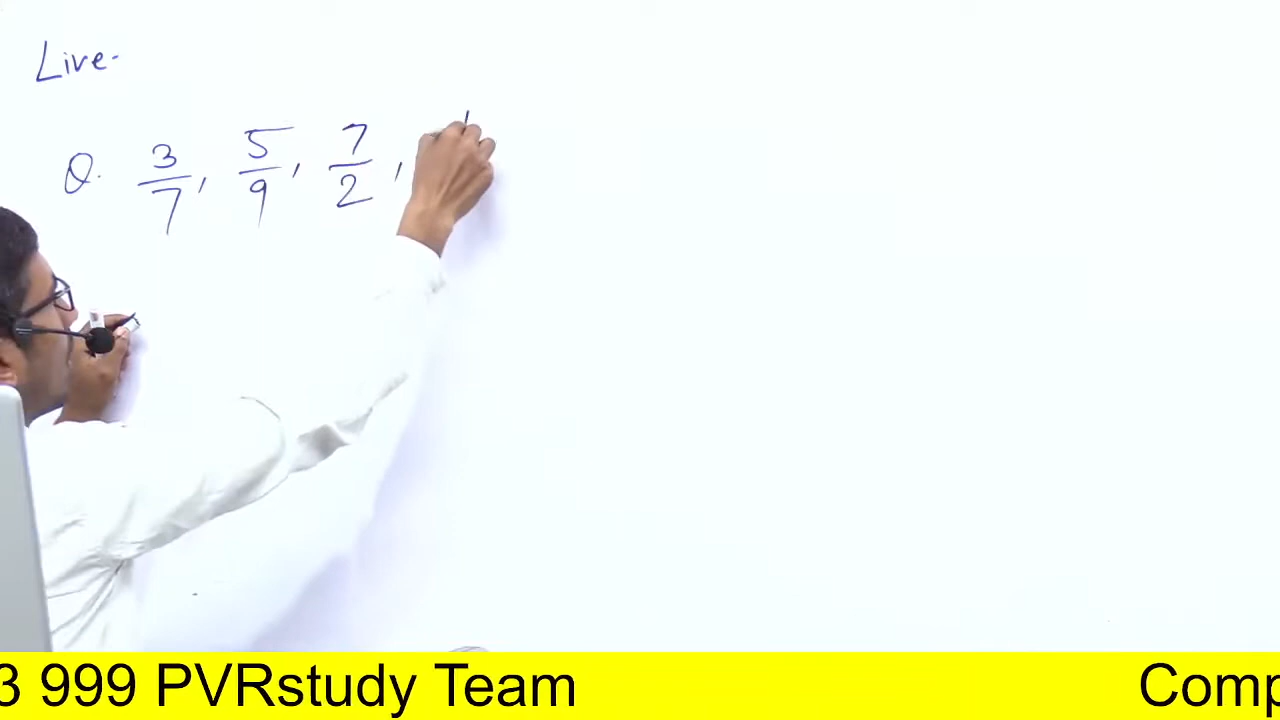 Live-
Q. 3/7, 5/9, 7/2,
3 999 PVRstudy Team Comp